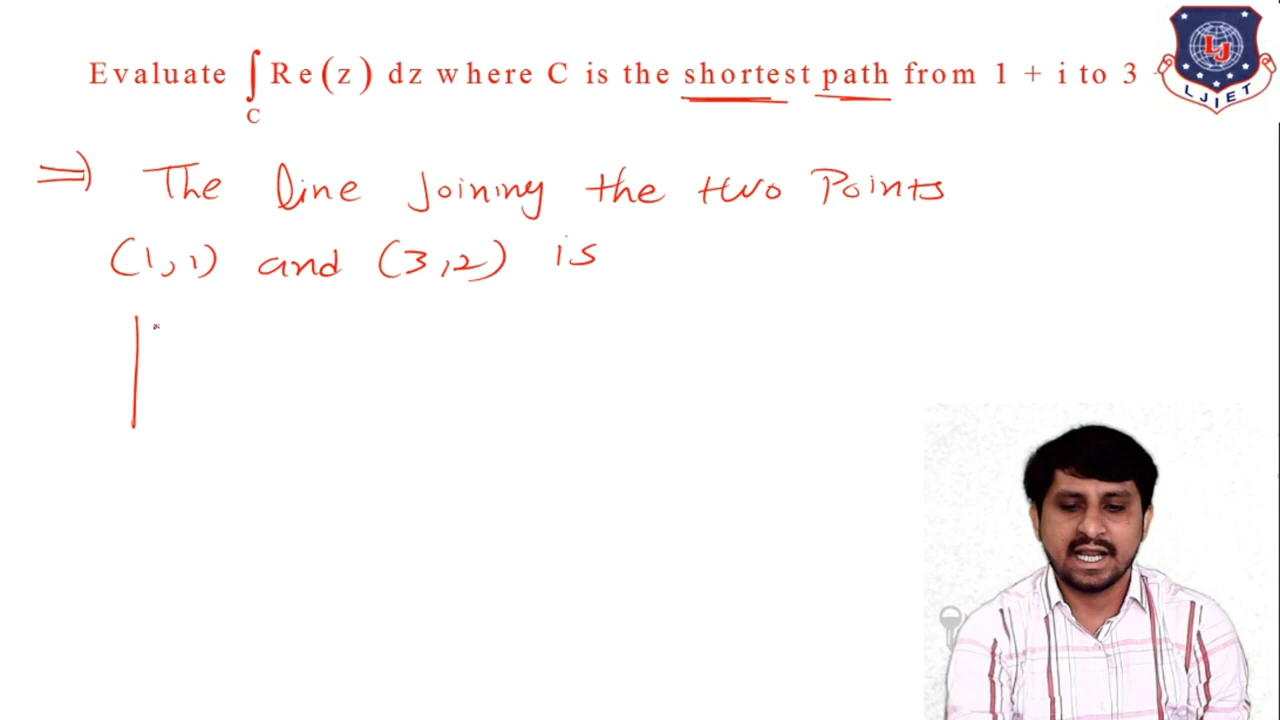 Evaluate ∫ Re(z) dz where C is the shortest path from 1 + i to 3
C
⇒ The line Joining the two Points
(1,1) and (3,2) is
LJ
LJIET